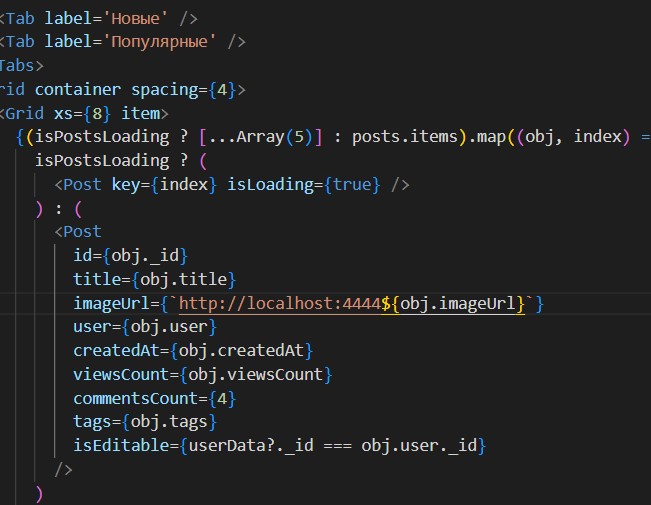 <Tab label='Новые' />
<Tab label='Популярные' />
Tabs>
rid container spacing={4}>
<Grid xs={8} item>
{(isPostsLoading ? [...Array(5)] : posts.items).map((obj, index) =
isPostsLoading ? (
<Post key={index} isLoading={true} />
) : (
<Post
id={obj._id}
title={obj.title}
imageUrl={`http://localhost:4444${obj.imageUrl}`}
user={obj.user}
createdAt={obj.createdAt}
viewsCount={obj.viewsCount}
commentsCount={4}
tags={obj.tags}
isEditable={userData?._id === obj.user._id}
/>
)